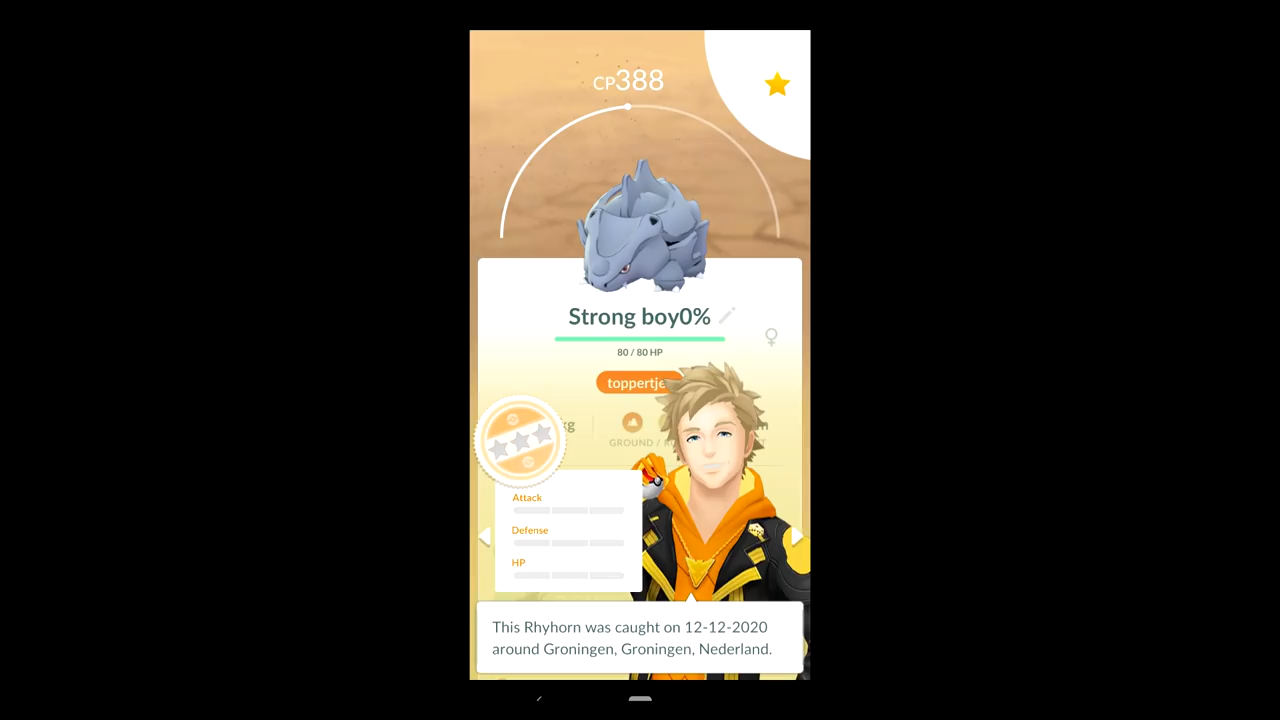 CP388
Strong boy0%
80 / 80 HP
toppertje
kg
GROUND /
Attack
Defense
HP
This Rhyhorn was caught on 12-12-2020
around Groningen, Groningen, Nederland.